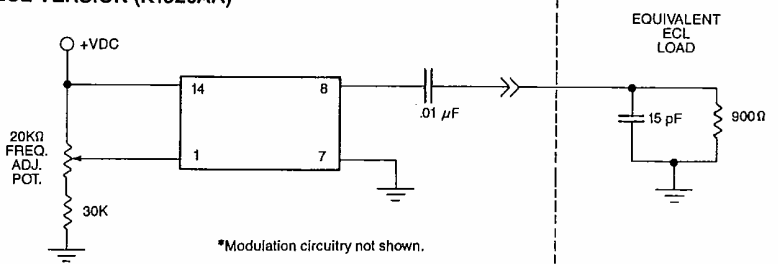 EQUIVALENT
ECL
LOAD
+VDC
14
8
.01 µF
15 pF
900Ω
20KΩ
FREQ.
ADJ.
POT.
1
7
30K
*Modulation circuitry not shown.